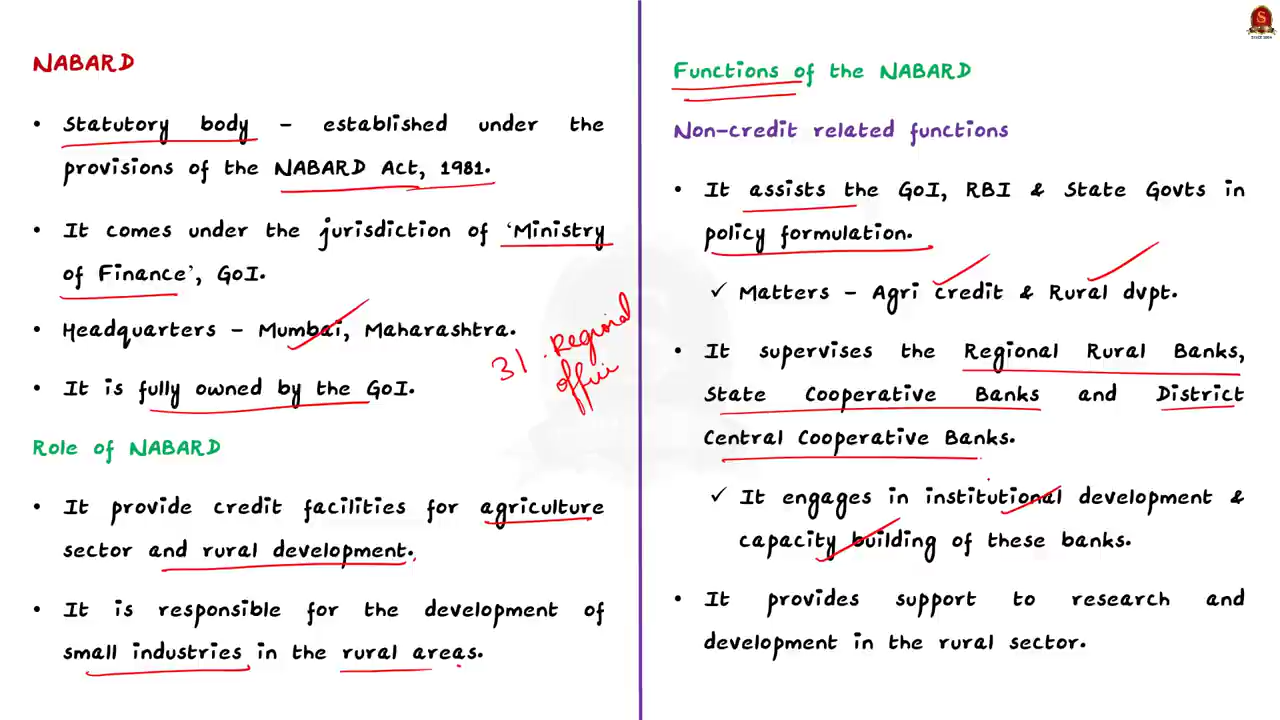 NABARD
• Statutory body – established under the
provisions of the NABARD Act, 1981.
• It comes under the jurisdiction of ‘Ministry
of Finance’, GoI.
• Headquarters – Mumbai, Maharashtra.
• It is fully owned by the GoI.
31 . Regional
Role of NABARD
• It provide credit facilities for agriculture
sector and rural development.
• It is responsible for the development of
small industries in the rural areas.
Functions of the NABARD
Non-credit related functions
• It assists the GoI, RBI & State Govts in
policy formulation.
✓ Matters – Agri credit & Rural dvpt.
• It supervises the Regional Rural Banks,
State Cooperative Banks and District
Central Cooperative Banks.
✓ It engages in institutional development &
capacity building of these banks.
• It provides support to research and
development in the rural sector.